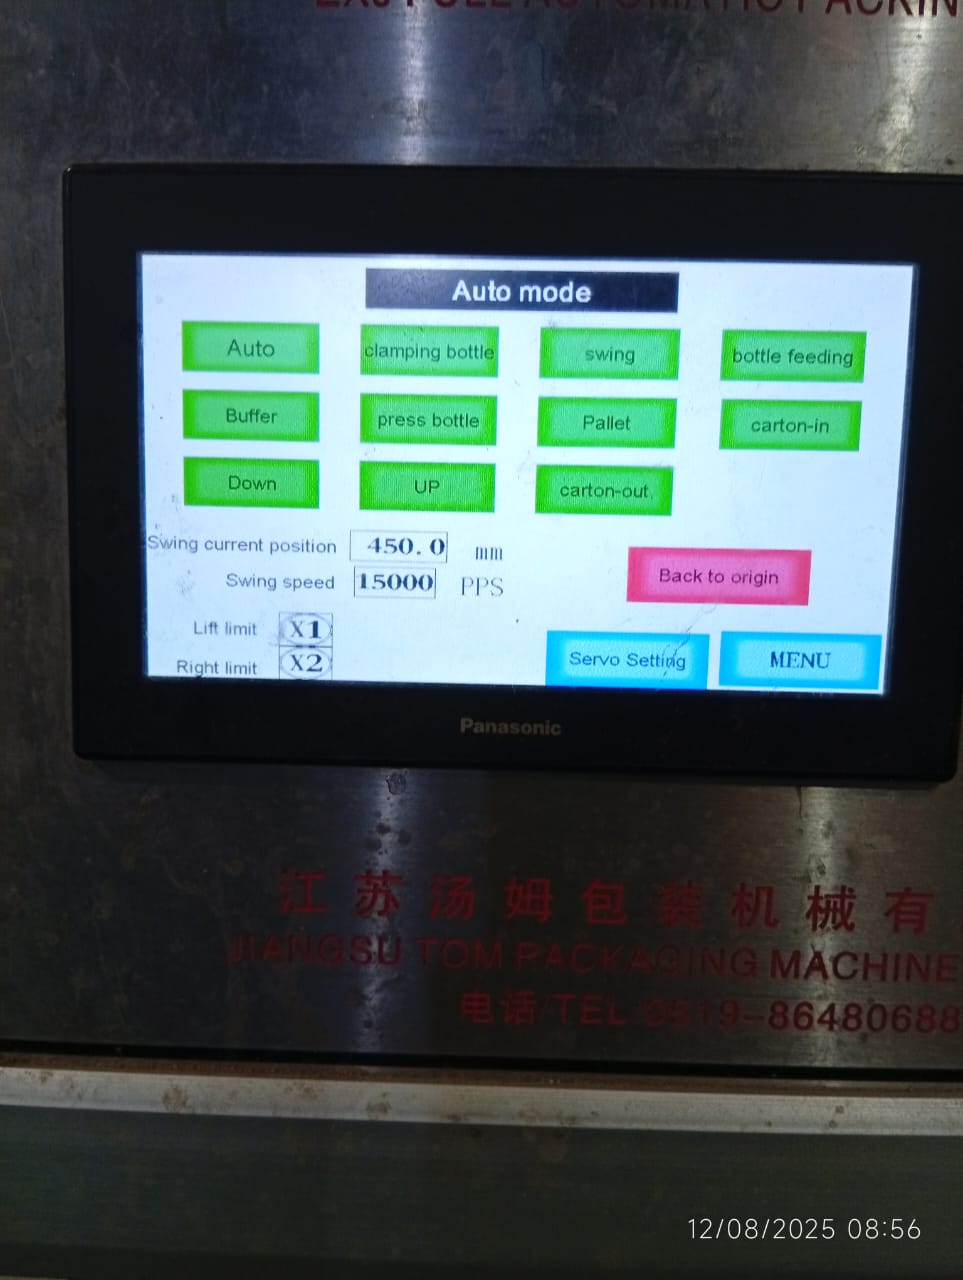 FULL AUTOMATIC PACKIN
Auto mode
Auto clamping bottle swing bottle feeding
Buffer press bottle Pallet carton-in
Down UP carton-out
Swing current position 450.0 mm
Swing speed 15000 PPS
Back to origin
Lift limit X1
Right limit X2
Servo Setting MENU
Panasonic
江苏汤姆包装机械有
JIANGSU TOM PACKAGING MACHINE
电话/TEL:0519-86480688
12/08/2025 08:56